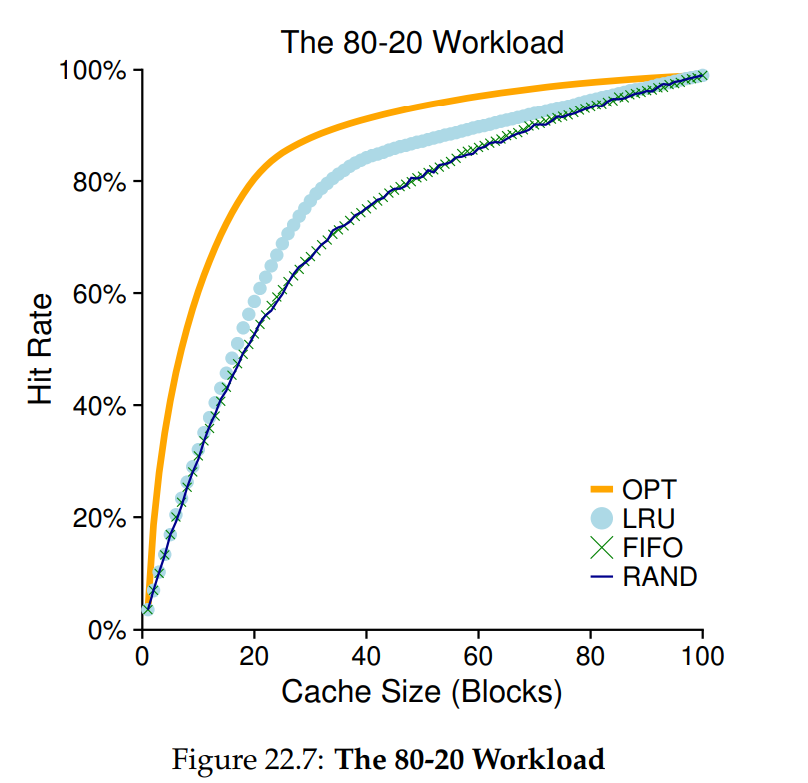 The 80-20 Workload
100%
80%
60%
40%
20%
0%
Hit Rate
OPT
LRU
FIFO
RAND
0 20 40 60 80 100
Cache Size (Blocks)
Figure 22.7: The 80-20 Workload